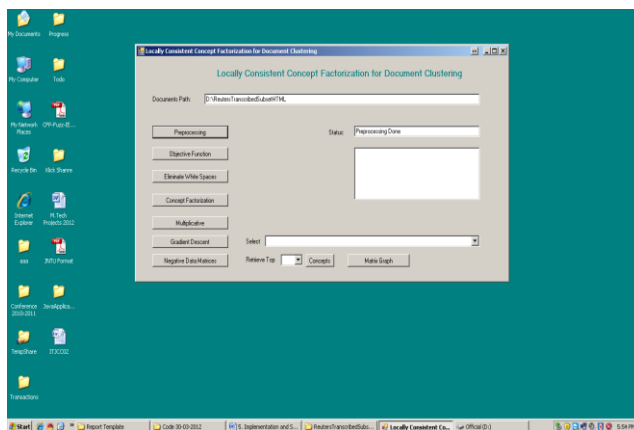 My Documents
Progress
My Computer
Todo
My Network Places
Recycle Bin
Klick Shares
Internet Explorer
M.Tech Projects 2012
aaa
JNTU Format
Conference 2010-2011
JavaApplica...
TempShare
ITJCO12
Transactions
Locally Consistent Concept Factorization for Document Clustering
Locally Consistent Concept Factorization for Document Clustering
Documents Path: D:\ReutersTranscribedSubsetHTML
Preprocessing
Status: Preprocessing Done
Objective Function
Eliminate White Spaces
Concept Factorization
Multiplicative
Gradient Descent
Select
Negative Data Matrices
Retrieve Top
Concepts
Matrix Graph
Start
Report Template
Code 30-03-2012
5. Implementation and S...
ReutersTranscribedSubs...
Locally Consistent Co...
Official (D:)
5:54 PM